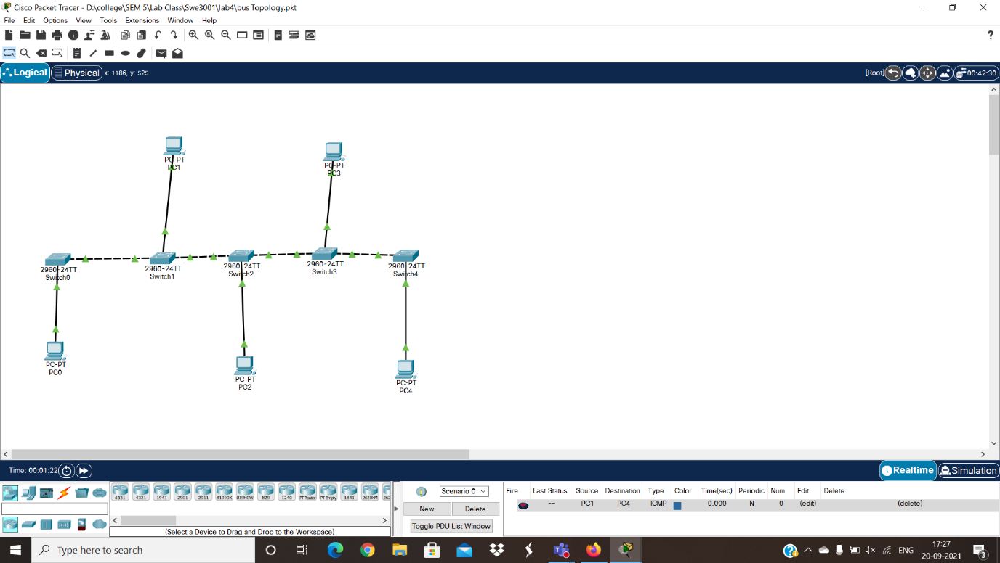 Cisco Packet Tracer - D:\college\SEM 5\Lab Class\Swe3001\lab4\bus Topology.pkt
File Edit Options View Tools Extensions Window Help
?
Logical Physical x: 1186, y: 525 [Root] 00:42:30
PC-PT
PC1
PC-PT
PC3
2960-24TT
Switch0
2960-24TT
Switch1
2960-24TT
Switch2
2960-24TT
Switch3
2960-24TT
Switch4
PC-PT
PC0
PC-PT
PC2
PC-PT
PC4
Time: 00:01:22 Realtime Simulation
4331 4321 1941 2901 2911 819IOX 819HGW 829 1240 PT-Router PT-Empty 1841 2620XM 262
(Select a Device to Drag and Drop to the Workspace)
Scenario 0
New Delete
Toggle PDU List Window
Fire Last Status Source Destination Type Color Time(sec) Periodic Num Edit Delete
-- PC1 PC4 ICMP 0.000 N 0 (edit) (delete)
Type here to search
ENG
17:27
20-09-2021
3